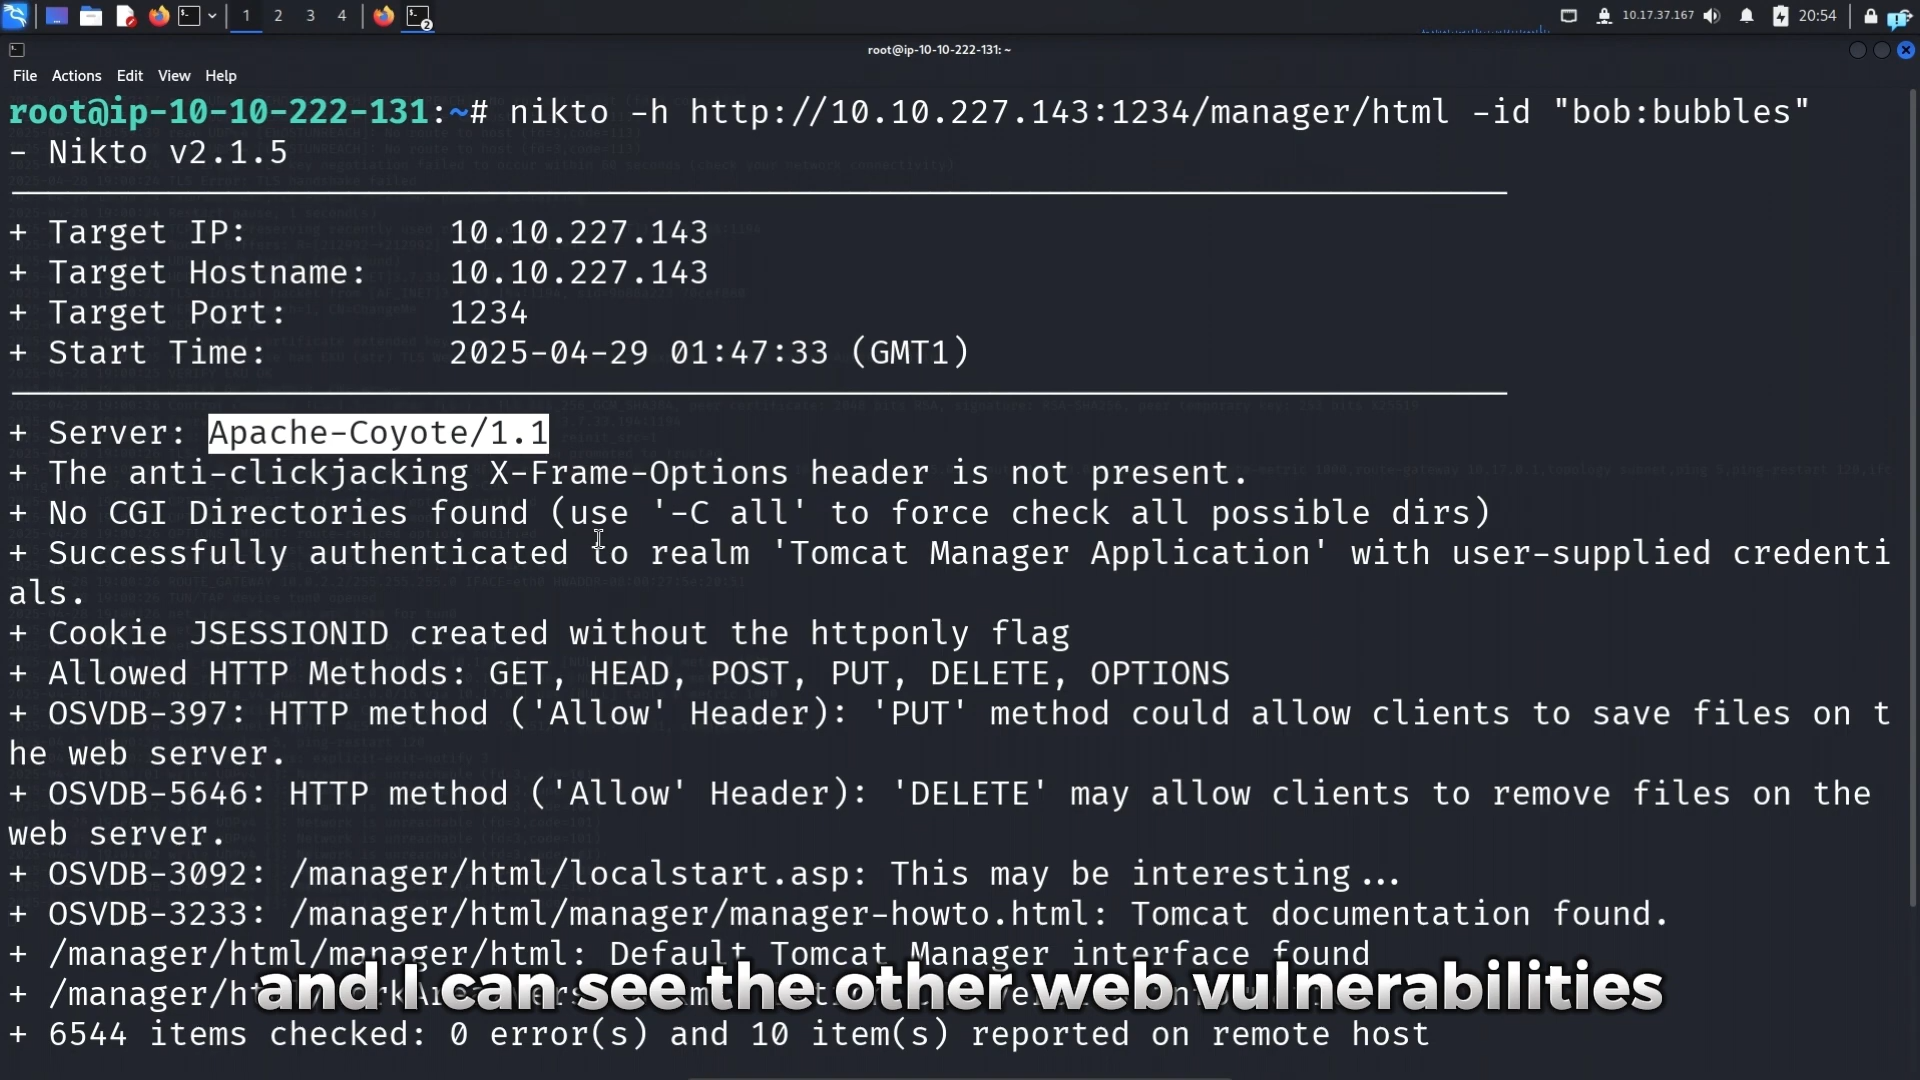 1 2 3 4 10.17.37.167 20:54
root@ip-10-10-222-131: ~
File Actions Edit View Help
root@ip-10-10-222-131:~# nikto -h http://10.10.227.143:1234/manager/html -id "bob:bubbles"
- Nikto v2.1.5
+ Target IP: 10.10.227.143
+ Target Hostname: 10.10.227.143
+ Target Port: 1234
+ Start Time: 2025-04-29 01:47:33 (GMT1)
+ Server: Apache-Coyote/1.1
+ The anti-clickjacking X-Frame-Options header is not present.
+ No CGI Directories found (use '-C all' to force check all possible dirs)
+ Successfully authenticated to realm 'Tomcat Manager Application' with user-supplied credenti
als.
+ Cookie JSESSIONID created without the httponly flag
+ Allowed HTTP Methods: GET, HEAD, POST, PUT, DELETE, OPTIONS
+ OSVDB-397: HTTP method ('Allow' Header): 'PUT' method could allow clients to save files on t
he web server.
+ OSVDB-5646: HTTP method ('Allow' Header): 'DELETE' may allow clients to remove files on the
web server.
+ OSVDB-3092: /manager/html/localstart.asp: This may be interesting...
+ OSVDB-3233: /manager/html/manager/manager-howto.html: Tomcat documentation found.
+ /manager/html/manager/html: Default Tomcat Manager interface found
and I can see the other web vulnerabilities
+ 6544 items checked: 0 error(s) and 10 item(s) reported on remote host